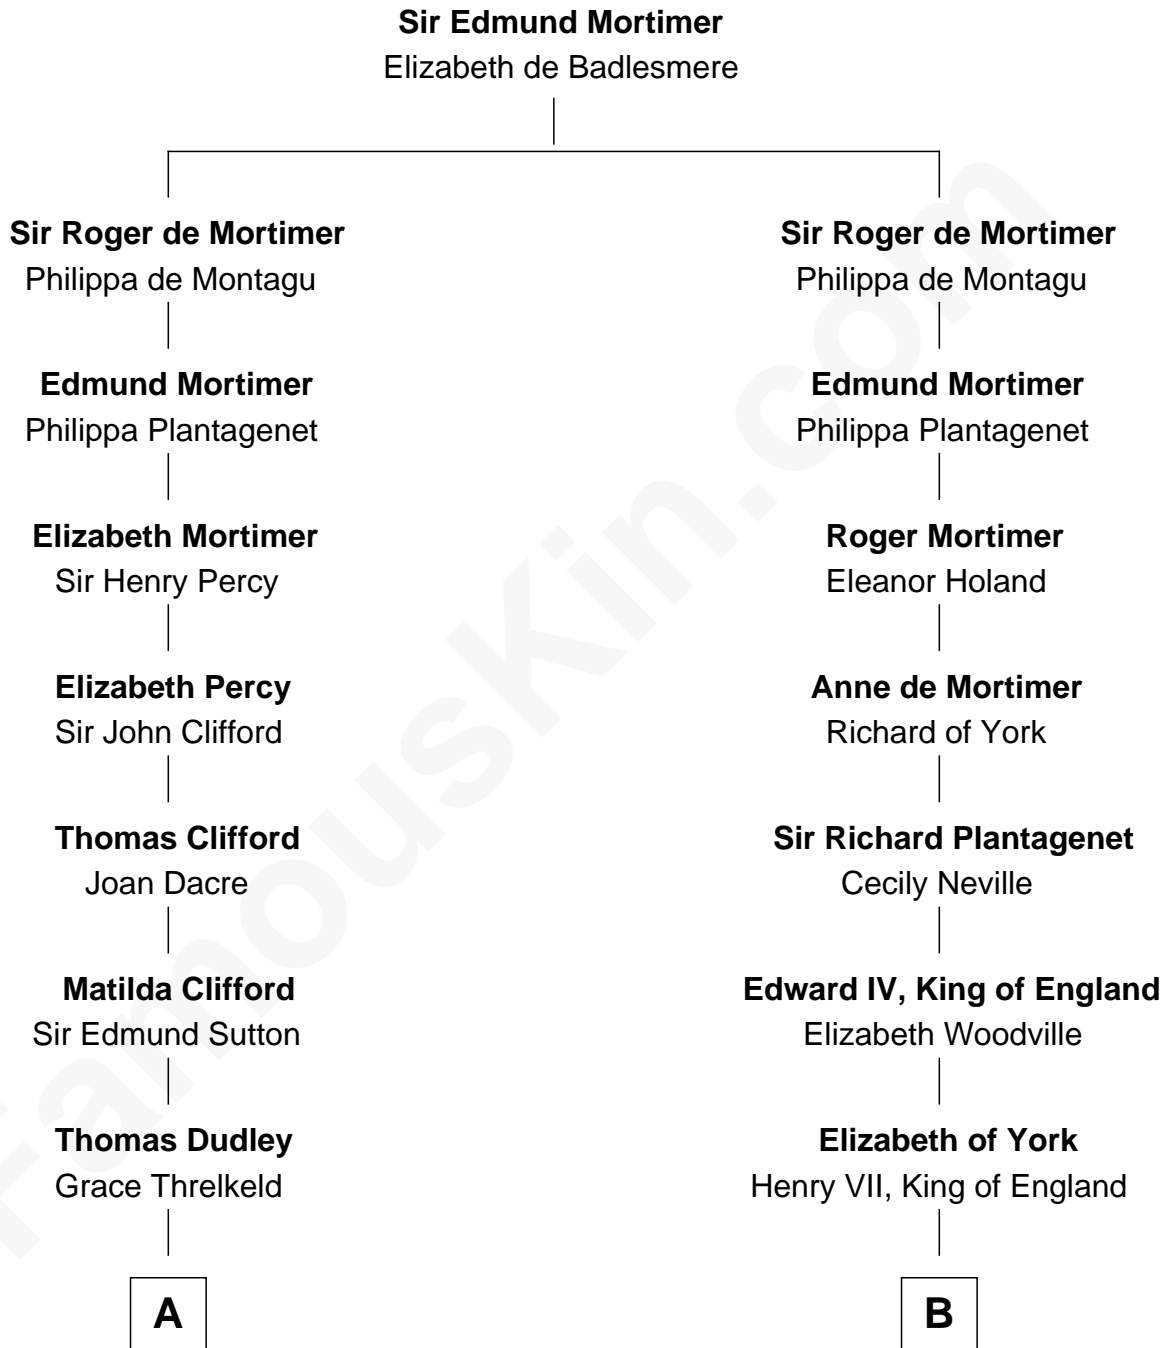 Sir Edmund Mortimer
Elizabeth de Badlesmere
Sir Roger de Mortimer
Philippa de Montagu
Edmund Mortimer
Philippa Plantagenet
Elizabeth Mortimer
Sir Henry Percy
Elizabeth Percy
Sir John Clifford
Thomas Clifford
Joan Dacre
Matilda Clifford
Sir Edmund Sutton
Thomas Dudley
Grace Threlkeld
A
Sir Roger de Mortimer
Philippa de Montagu
Edmund Mortimer
Philippa Plantagenet
Roger Mortimer
Eleanor Holand
Anne de Mortimer
Richard of York
Sir Richard Plantagenet
Cecily Neville
Edward IV, King of England
Elizabeth Woodville
Elizabeth of York
Henry VII, King of England
B
FamousKin.com